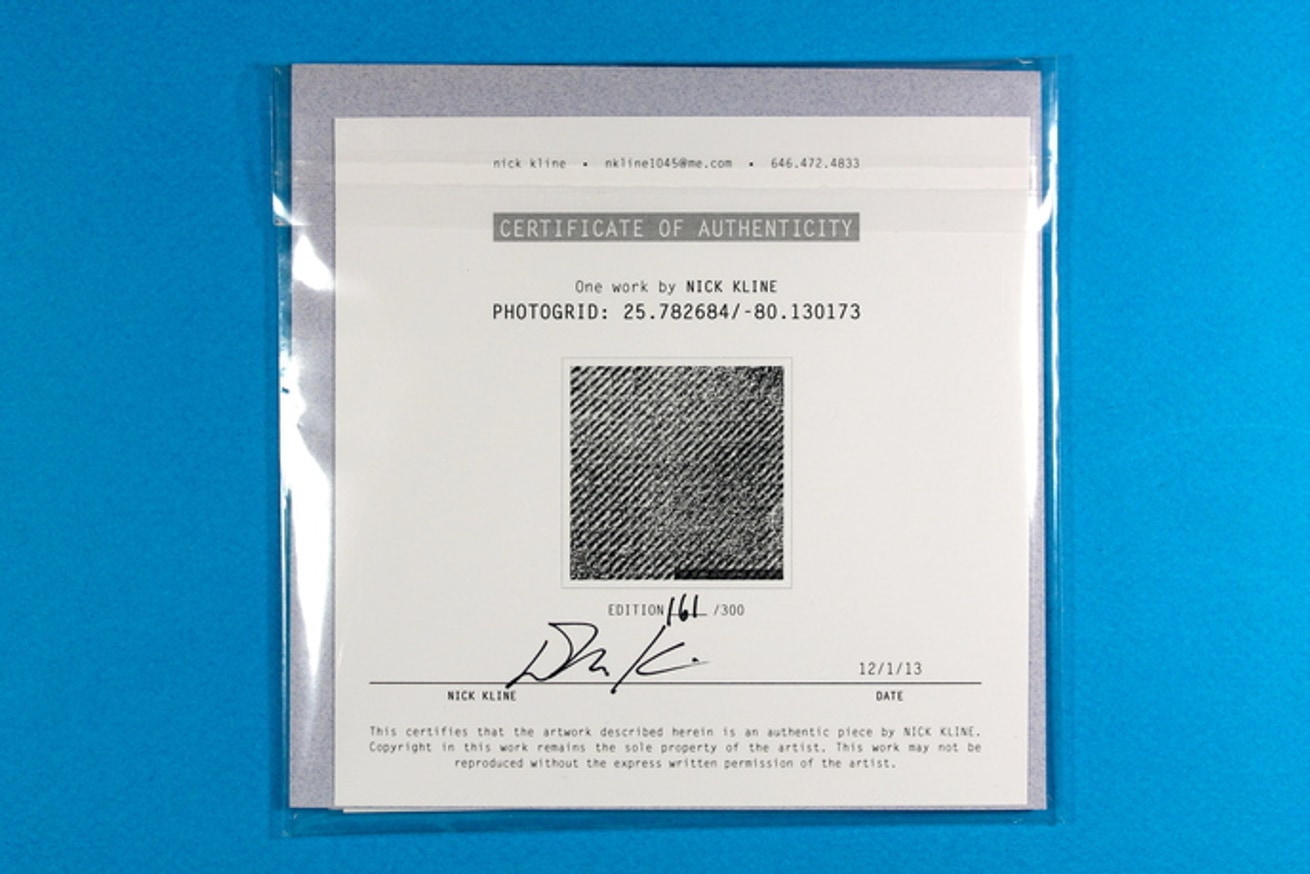 nick kline • nkline1045@me.com • 646.472.4833
CERTIFICATE OF AUTHENTICITY
One work by NICK KLINE
PHOTOGRID: 25.782684/-80.130173
EDITION 161 /300
12/1/13
NICK KLINE DATE
This certifies that the artwork described herein is an authentic piece by NICK KLINE.
Copyright in this work remains the sole property of the artist. This work may not be
reproduced without the express written permission of the artist.